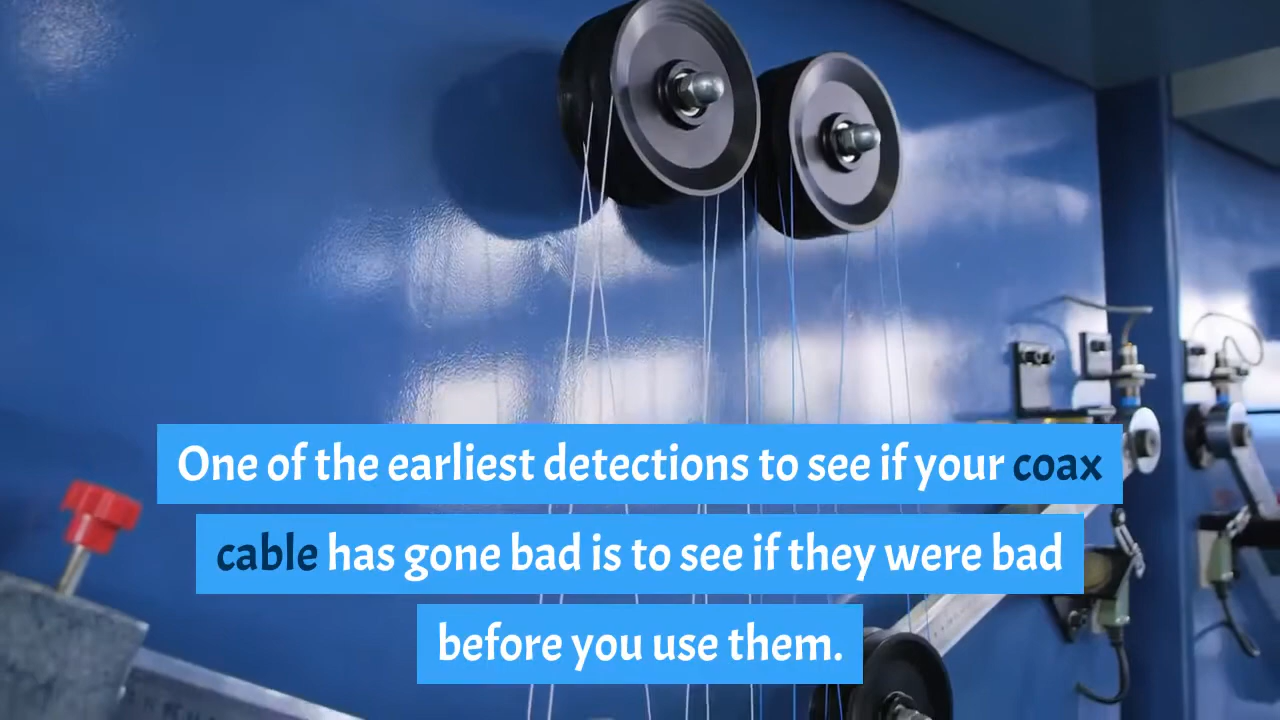 One of the earliest detections to see if your coax
cable has gone bad is to see if they were bad
before you use them.